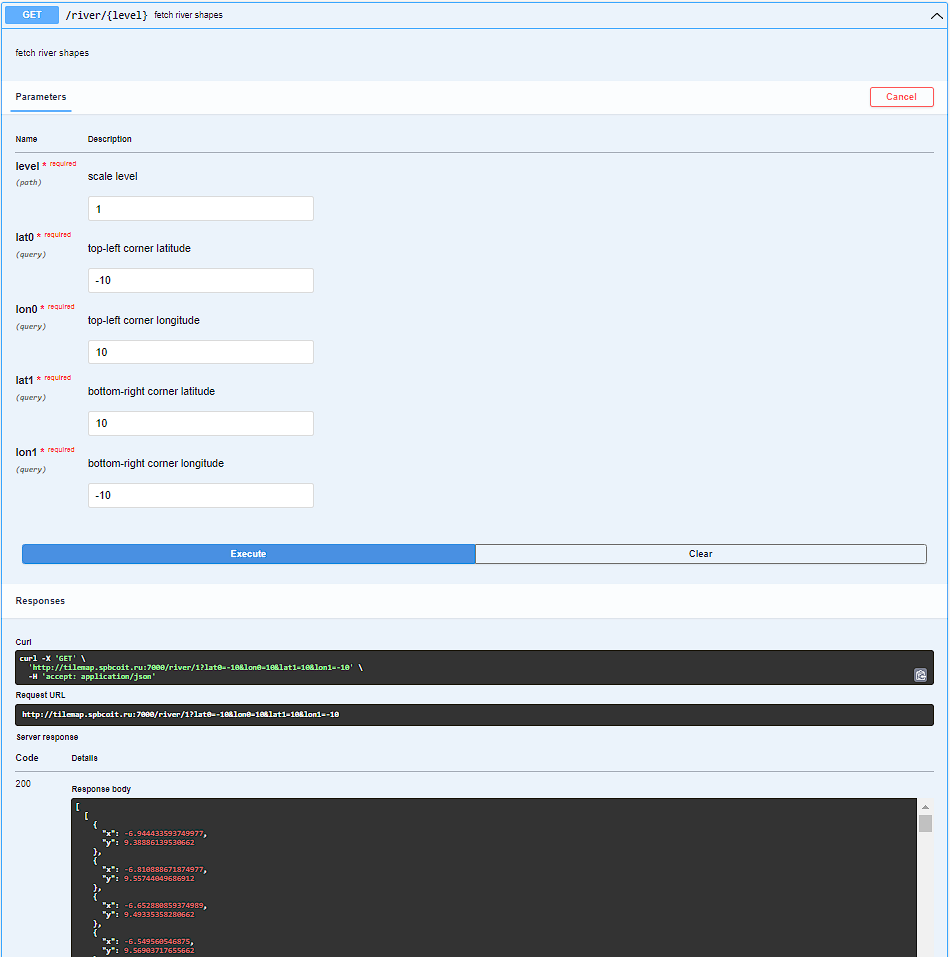 GET /river/{level} fetch river shapes
fetch river shapes
Parameters
Cancel
Name Description
level * required
(path)
scale level
1
lat0 * required
(query)
top-left corner latitude
-10
lon0 * required
(query)
top-left corner longitude
10
lat1 * required
(query)
bottom-right corner latitude
10
lon1 * required
(query)
bottom-right corner longitude
-10
Execute Clear
Responses
Curl
curl -X 'GET' \
'http://tilemap.spbcoit.ru:7000/river/1?lat0=-10&lon0=10&lat1=10&lon1=-10' \
-H 'accept: application/json'
Request URL
http://tilemap.spbcoit.ru:7000/river/1?lat0=-10&lon0=10&lat1=10&lon1=-10
Server response
Code Details
200
Response body
[
[
{
"x": -6.944433593749977,
"y": 9.38886139530662
},
{
"x": -6.810888671874977,
"y": 9.55744049686912
},
{
"x": -6.652880859374989,
"y": 9.49335358280662
},
{
"x": -6.549560546875,
"y": 9.56903717655662